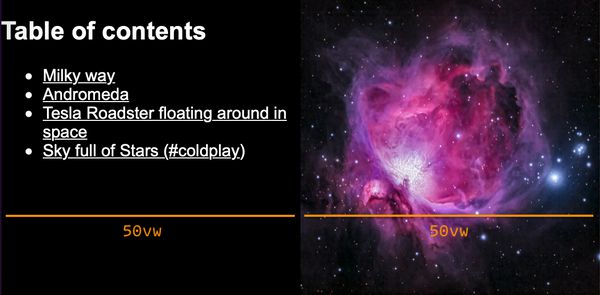 Table of contents
Milky way
Andromeda
Tesla Roadster floating around in
space
Sky full of Stars (#coldplay)
50vw
50vw